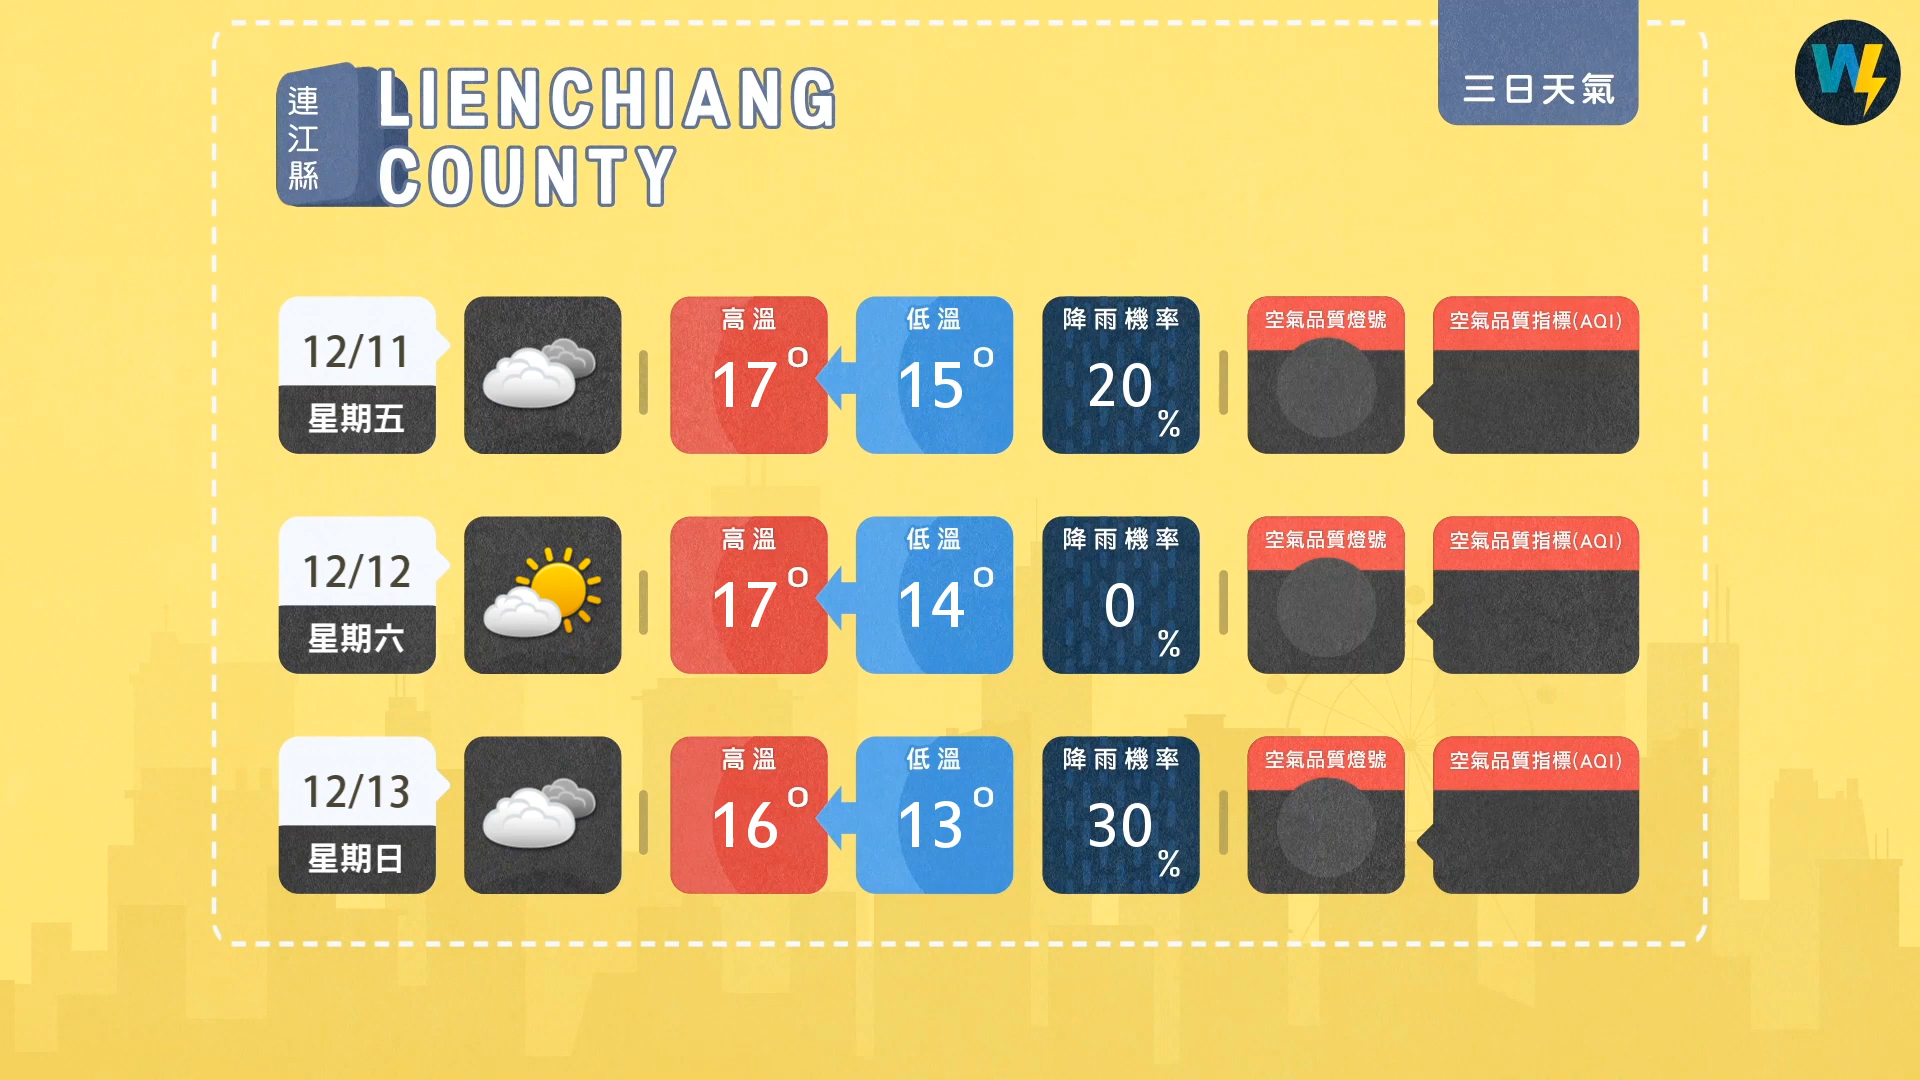 連江縣
LIENCHIANG
COUNTY
三日天氣
W
12/11
星期五
高溫
17°
低溫
15°
降雨機率
20%
空氣品質燈號
空氣品質指標(AQI)
12/12
星期六
高溫
17°
低溫
14°
降雨機率
0%
空氣品質燈號
空氣品質指標(AQI)
12/13
星期日
高溫
16°
低溫
13°
降雨機率
30%
空氣品質燈號
空氣品質指標(AQI)